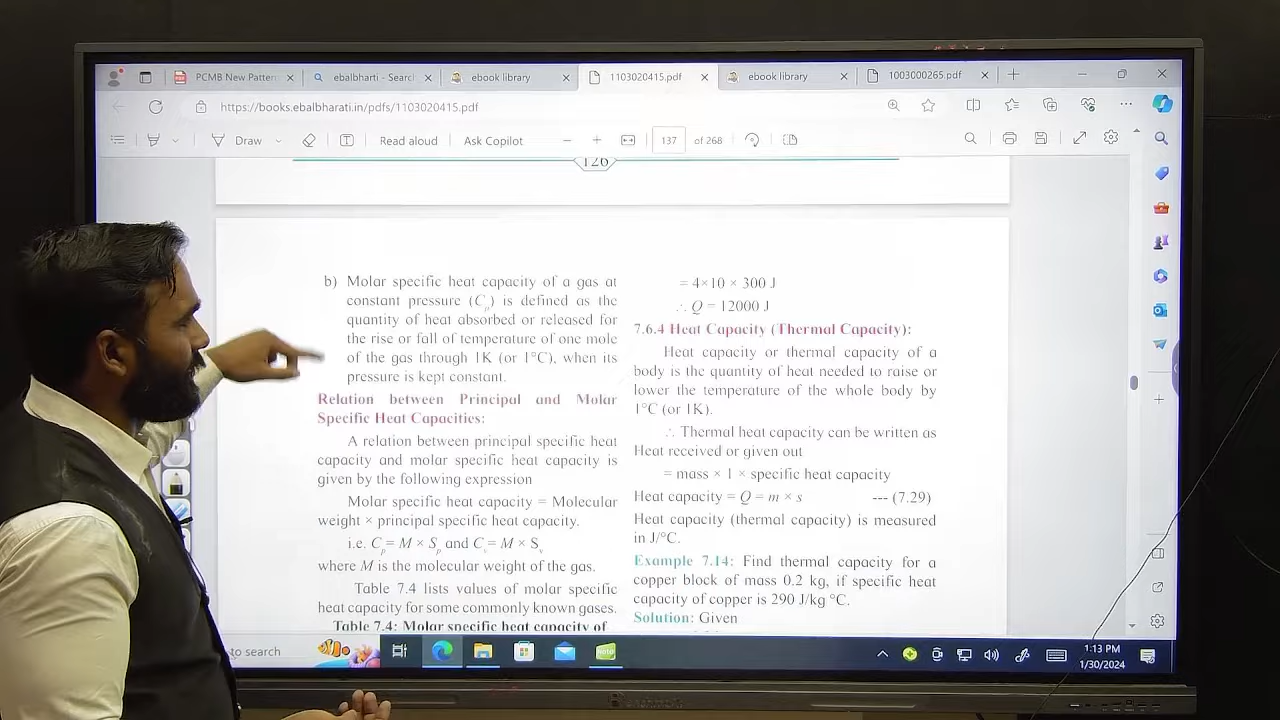 PCMB New Pattern
ebalbharti - Search
ebook library
1103020415.pdf
ebook library
1003000265.pdf
https://books.ebalbharati.in/pdfs/1103020415.pdf
Draw
Read aloud
Ask Copilot
137
of 268
126
b) Molar specific heat capacity of a gas at
constant pressure (Cp) is defined as the
quantity of heat absorbed or released for
the rise or fall of temperature of one mole
of the gas through 1K (or 1°C), when its
pressure is kept constant.
Relation between Principal and Molar
Specific Heat Capacities:
A relation between principal specific heat
capacity and molar specific heat capacity is
given by the following expression
Molar specific heat capacity = Molecular
weight × principal specific heat capacity.
i.e. Cp = M × Sp and Cv = M × Sv
where M is the molecular weight of the gas.
Table 7.4 lists values of molar specific
heat capacity for some commonly known gases.
Table 7.4: Molar specific heat capacity of
= 4×10 × 300 J
∴ Q = 12000 J
7.6.4 Heat Capacity (Thermal Capacity):
Heat capacity or thermal capacity of a
body is the quantity of heat needed to raise or
lower the temperature of the whole body by
1°C (or 1K).
∴ Thermal heat capacity can be written as
Heat received or given out
= mass × 1 × specific heat capacity
Heat capacity = Q = m × s --- (7.29)
Heat capacity (thermal capacity) is measured
in J/°C.
Example 7.14: Find thermal capacity for a
copper block of mass 0.2 kg, if specific heat
capacity of copper is 290 J/kg °C.
Solution: Given
to search
1:13 PM
1/30/2024